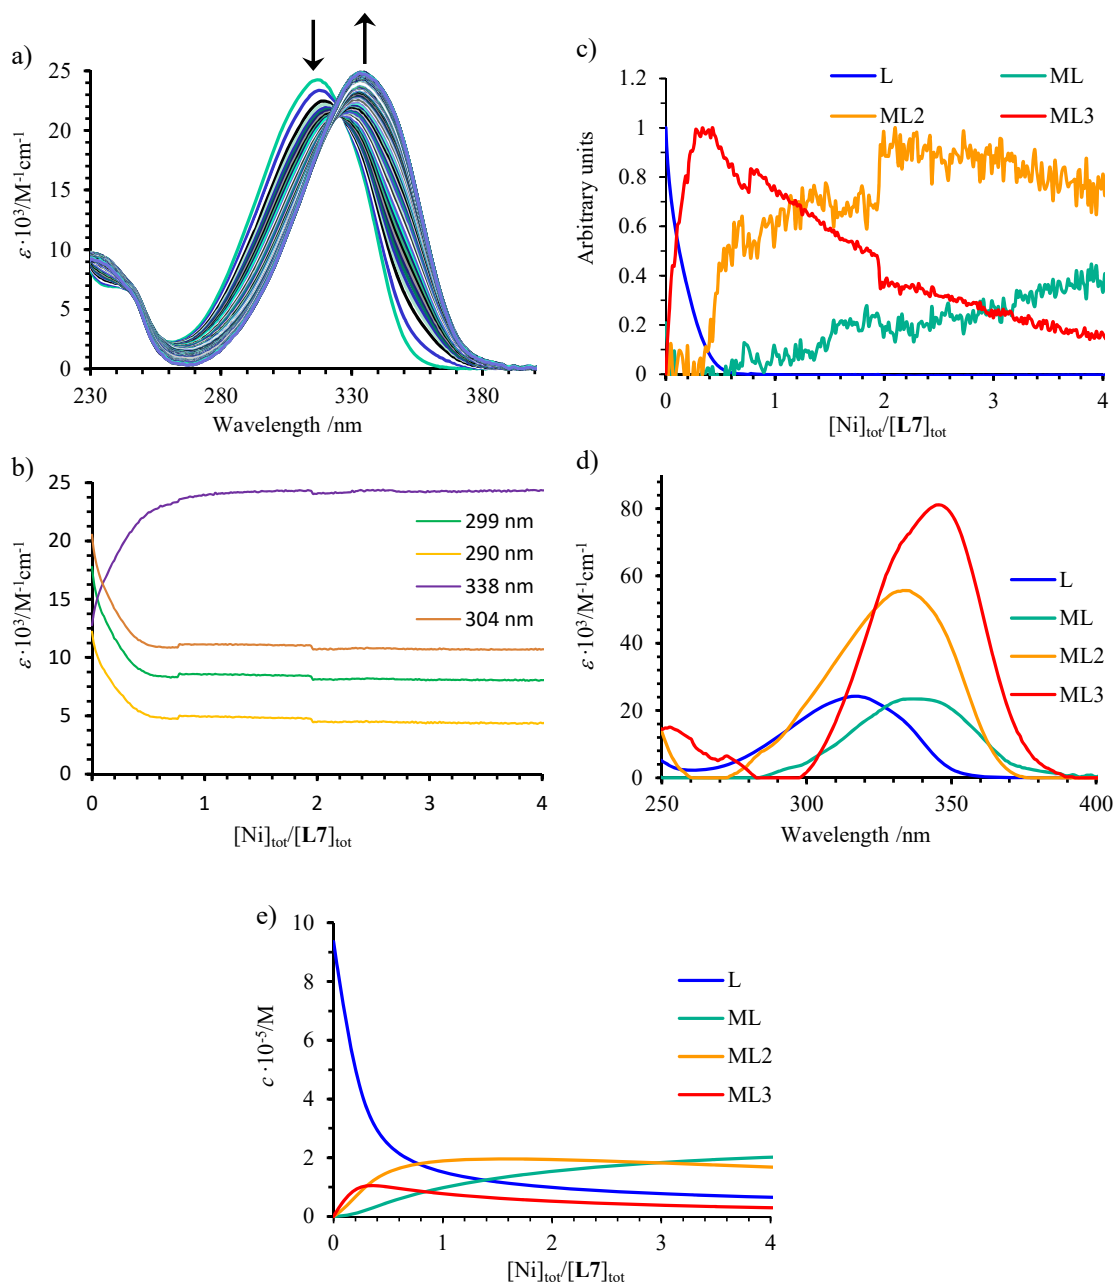 a)
25
20
15
10
5
0
230 280 330 380
Wavelength /nm
ε·10³/M⁻¹cm⁻¹
c)
L ML
ML2 ML3
1.2
1
0.8
0.6
0.4
0.2
0
0 1 2 3 4
[Ni]tot/[L7]tot
Arbitrary units
b)
25
20
15
10
5
0
0 1 2 3 4
[Ni]tot/[L7]tot
ε·10³/M⁻¹cm⁻¹
299 nm
290 nm
338 nm
304 nm
d)
80
60
40
20
0
250 300 350 400
Wavelength /nm
ε·10³/M⁻¹cm⁻¹
L
ML
ML2
ML3
e)
10
8
6
4
2
0
0 1 2 3 4
[Ni]tot/[L7]tot
c·10⁻⁵/M
L
ML
ML2
ML3